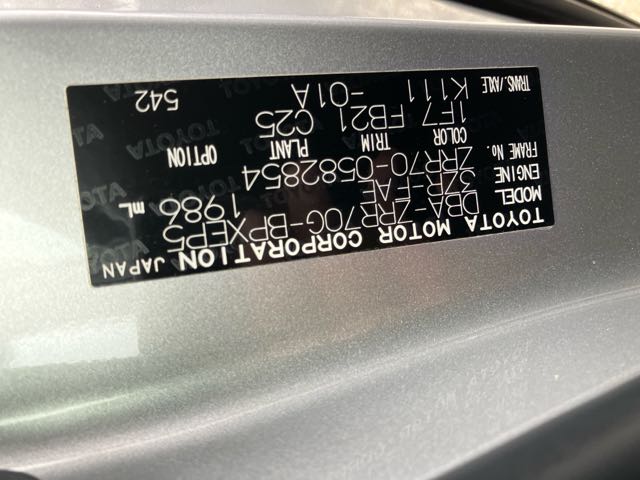 TOYOTA MOTOR CORPORATION JAPAN
MODEL DBA-ZRR70G-BPXEP5
ENGINE 3ZR-FAE 1986 mL
FRAME No. ZRR70-0582854
COLOR TRIM PLANT OPTION
1F7 FB21 C25
TRANS/AXLE K111 -01A 542